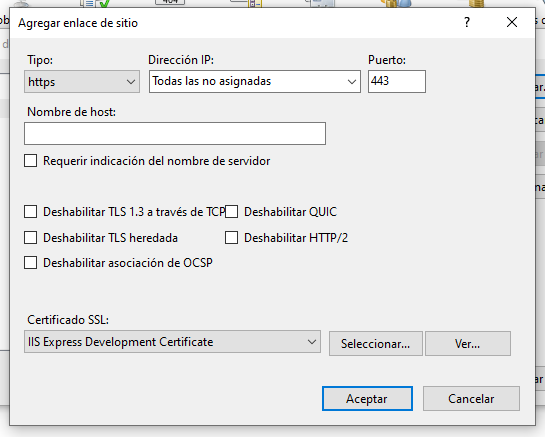 Agregar enlace de sitio
Tipo: Dirección IP: Puerto:
https Todas las no asignadas 443
Nombre de host:
Requerir indicación del nombre de servidor
Deshabilitar TLS 1.3 a través de TCP Deshabilitar QUIC
Deshabilitar TLS heredada Deshabilitar HTTP/2
Deshabilitar asociación de OCSP
Certificado SSL:
IIS Express Development Certificate Seleccionar... Ver...
Aceptar Cancelar